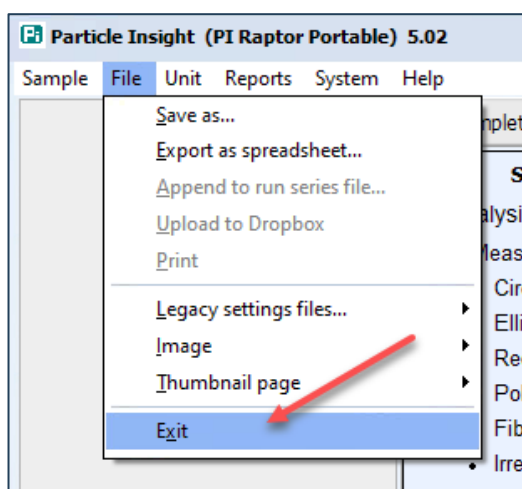 Pi Particle Insight (PI Raptor Portable) 5.02
Sample File Unit Reports System Help
Save as...
Export as spreadsheet...
Append to run series file...
Upload to Dropbox
Print
Legacy settings files...
Image
Thumbnail page
Exit